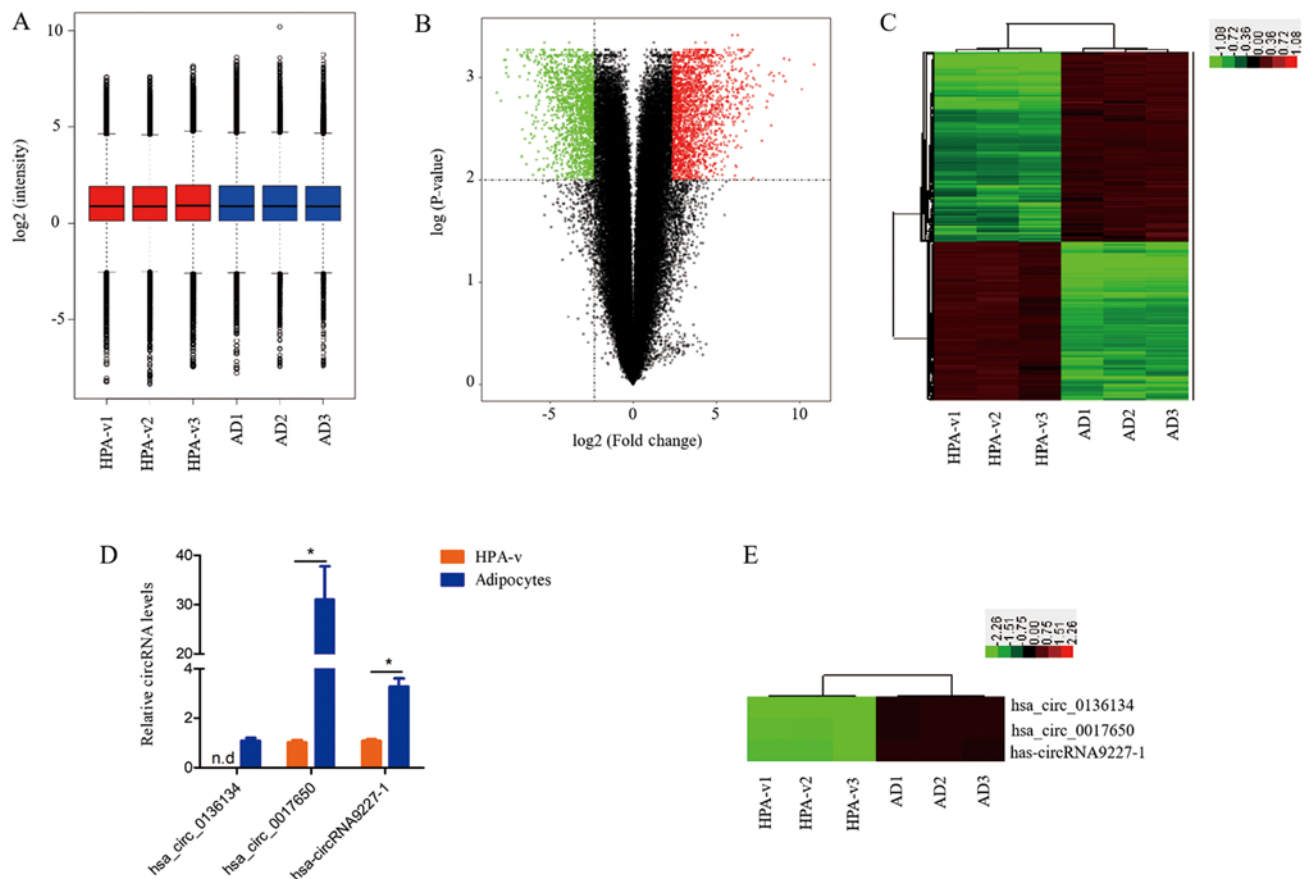 A
log2 (intensity)
10
5
0
-5
HPA-v1
HPA-v2
HPA-v3
AD1
AD2
AD3
B
log (P-value)
3
2
1
0
-5
0
5
10
log2 (Fold change)
C
-1.08
-0.72
-0.36
0.00
0.36
0.72
1.08
HPA-v1
HPA-v2
HPA-v3
AD1
AD2
AD3
D
Relative circRNA levels
40
30
20
4
2
0
n.d
*
*
HPA-v
Adipocytes
hsa_circ_0136134
hsa_circ_0017650
hsa-circRNA9227-1
E
-2.26
-1.51
-0.75
0.00
0.75
1.51
2.26
hsa_circ_0136134
hsa_circ_0017650
has-circRNA9227-1
HPA-v1
HPA-v2
HPA-v3
AD1
AD2
AD3